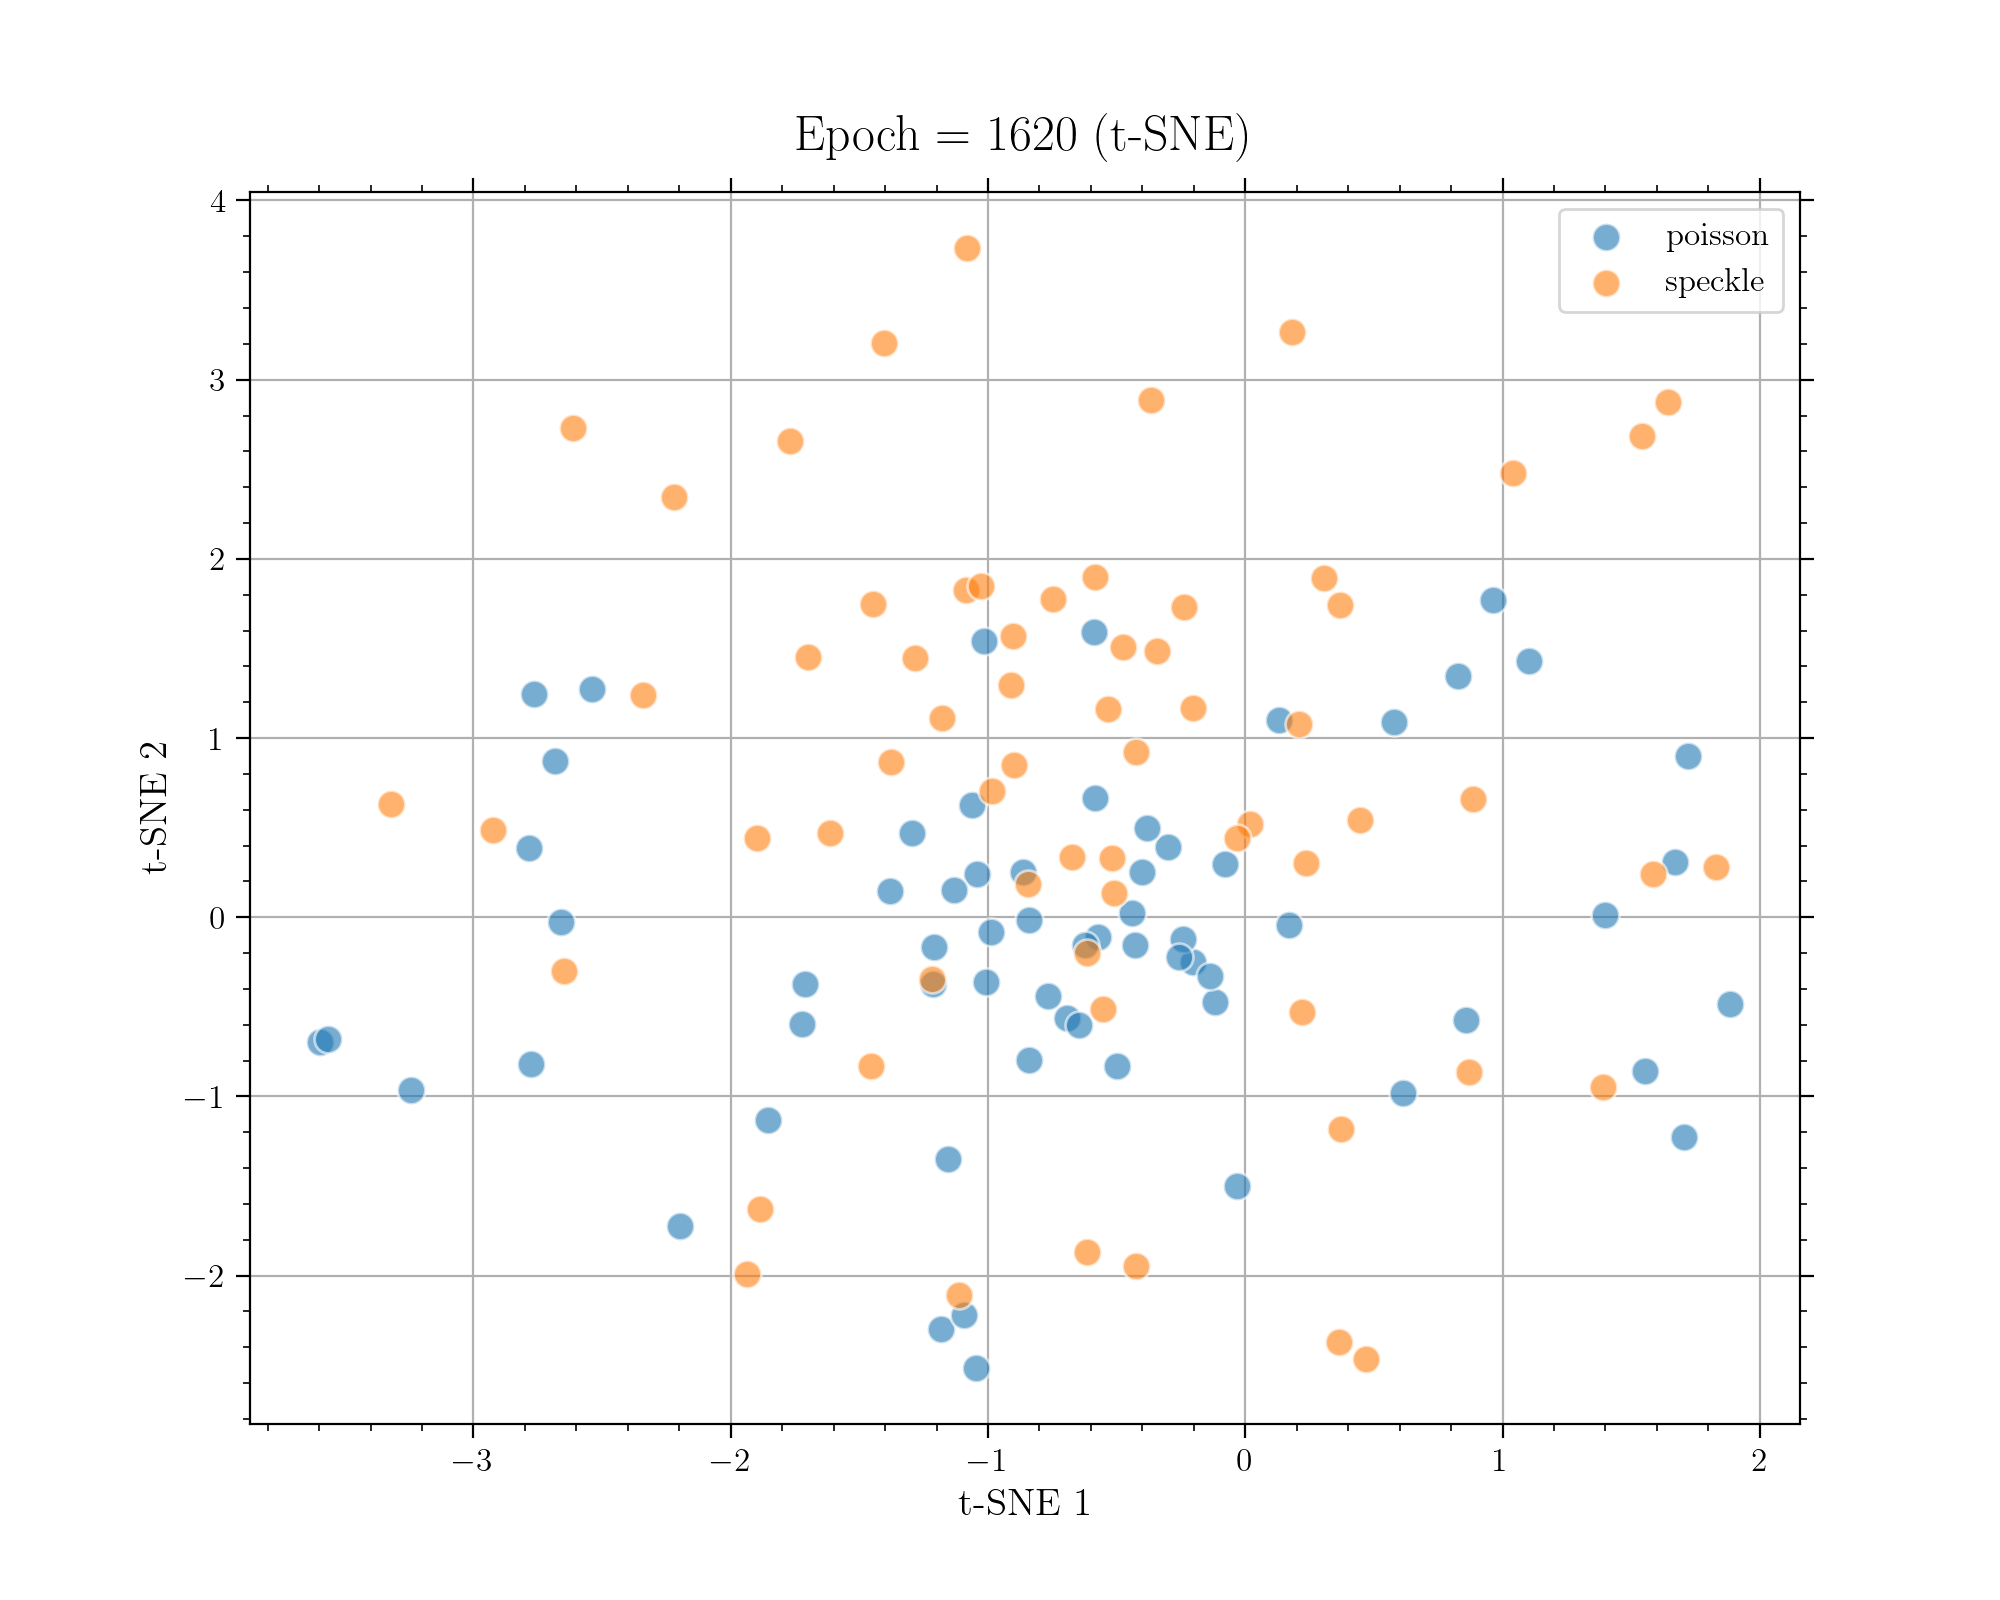 Epoch = 1620 (t-SNE)
poisson
speckle
4
3
2
1
0
−1
−2
t-SNE 2
−3
−2
−1
0
1
2
t-SNE 1